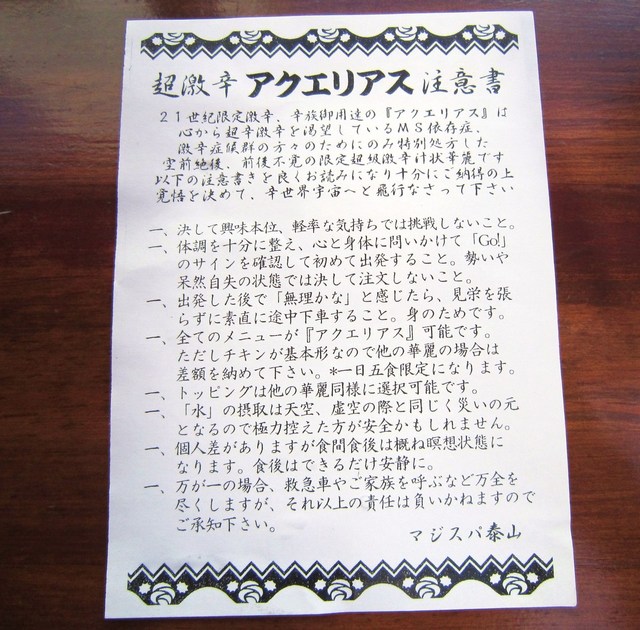 超激辛 アクエリアス 注意書
21世紀限定激辛、辛族御用達の『アクエリアス』は
心から超辛激辛を渇望しているMS依存症、
激辛症候群の方々のためにのみ特別処方した
空前絶後、前後不覚の限定超級激辛汁状華麗です
以下の注意書きを良くお読みになり十分にご納得の上
覚悟を決めて、辛世界宇宙へと飛行なさって下さい
一、決して興味本位、軽率な気持ちでは挑戦しないこと。
一、体調を十分に整え、心と身体に問いかけて「Go!」
のサインを確認して初めて出発すること。勢いや
呆然自失の状態では決して注文しないこと。
一、出発した後で「無理かな」と感じたら、見栄を張
らずに素直に途中下車すること。身のためです。
一、全てのメニューが『アクエリアス』可能です。
ただしチキンが基本形なので他の華麗の場合は
差額を納めて下さい。*一日五食限定になります。
一、トッピングは他の華麗同様に選択可能です。
一、「水」の摂取は天空、虚空の際と同じく災いの元
となるので極力控えた方が安全かもしれません。
一、個人差がありますが食間食後は概ね瞑想状態に
なります。食後はできるだけ安静に。
一、万が一の場合、救急車やご家族を呼ぶなど万全を
尽くしますが、それ以上の責任は負いかねますので
ご承知下さい。
マジスパ泰山